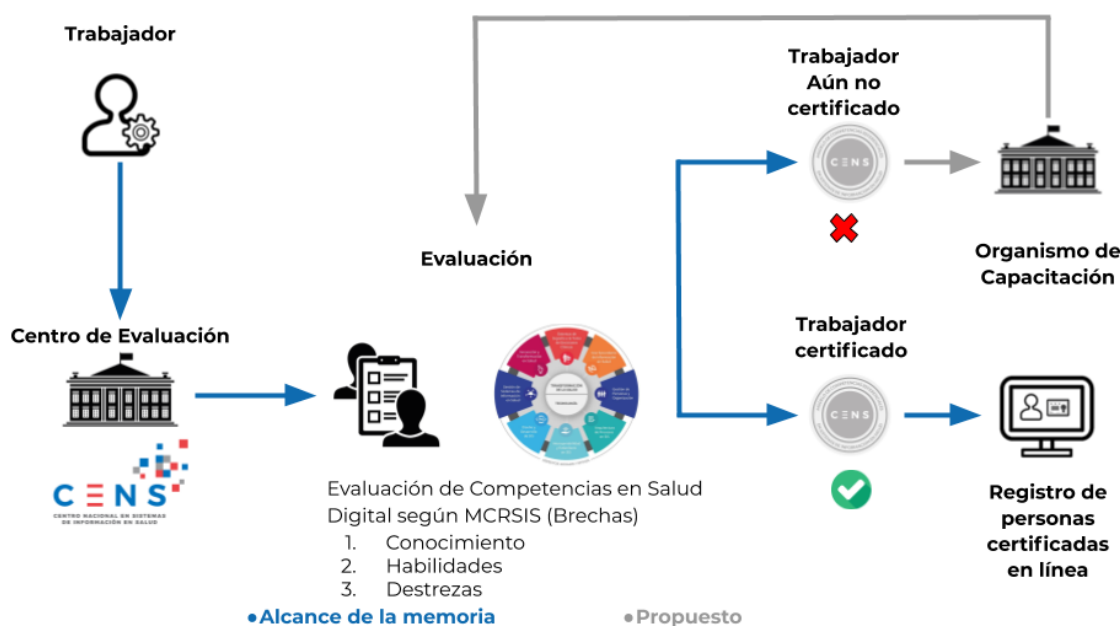 Trabajador
Trabajador
Aún no
certificado
CENS
Evaluación
Organismo de
Capacitación
Centro de Evaluación
Trabajador
certificado
CENS
CENS
CENTRO NACIONAL EN SISTEMAS
DE INFORMACIÓN EN SALUD
Evaluación de Competencias en Salud
Digital según MCRSIS (Brechas)
1. Conocimiento
2. Habilidades
3. Destrezas
Registro de
personas
certificadas
en línea
•Alcance de la memoria
•Propuesto